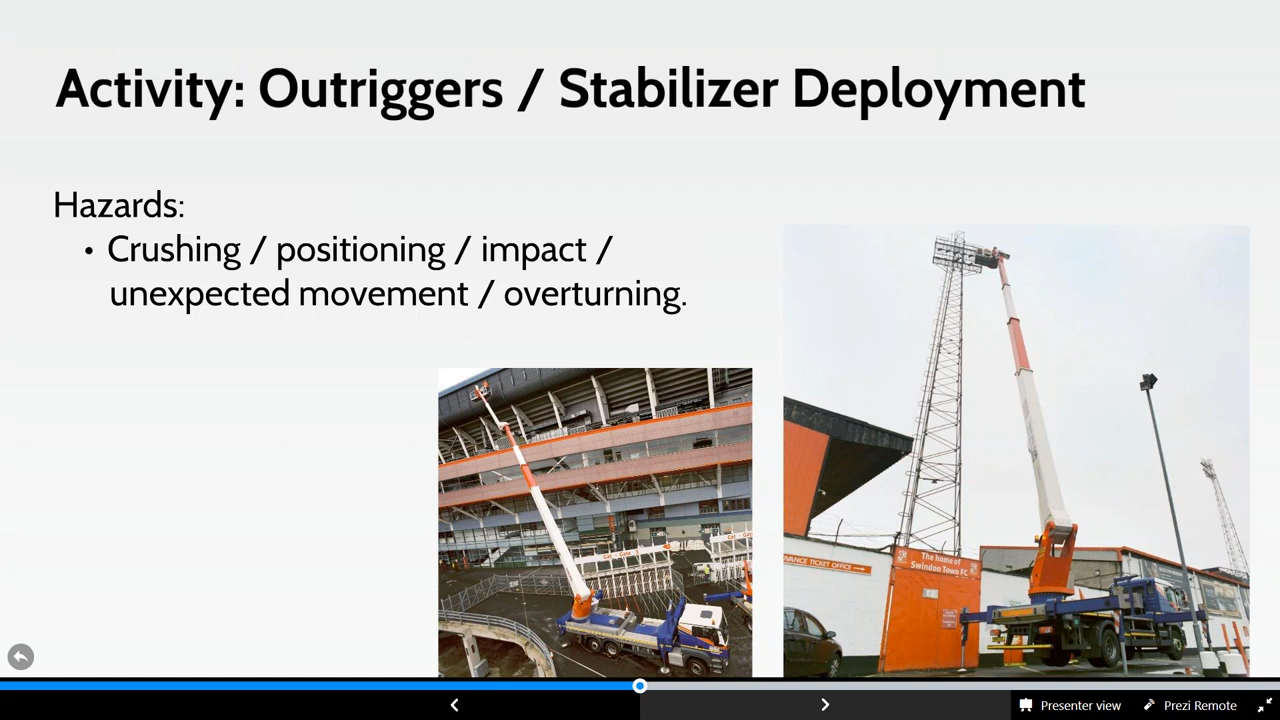 Activity: Outriggers / Stabilizer Deployment
Hazards:
• Crushing / positioning / impact /
unexpected movement / overturning.
ADVANCE TICKET OFFICE
The home of
Swindon Town FC
Presenter view
Prezi Remote